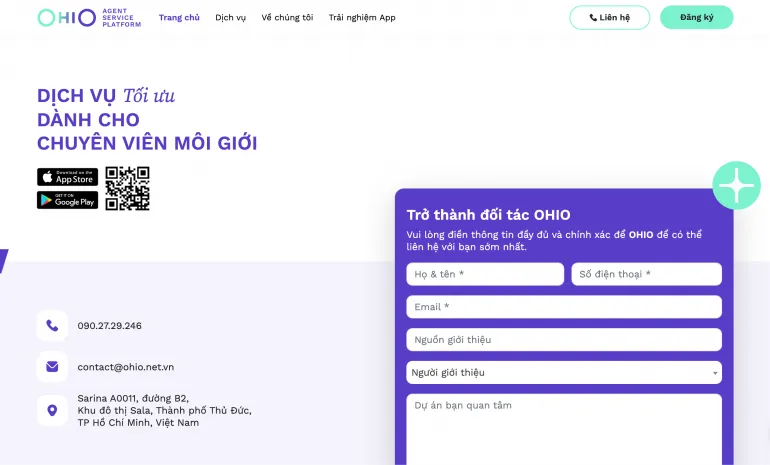 OHIO AGENT
SERVICE
PLATFORM
Trang chủ Dịch vụ Về chúng tôi Trải nghiệm App
Liên hệ
Đăng ký
DỊCH VỤ Tối ưu
DÀNH CHO
CHUYÊN VIÊN MÔI GIỚI
Download on the
App Store
GET IT ON
Google Play
Trở thành đối tác OHIO
Vui lòng điền thông tin đầy đủ và chính xác để OHIO để có thể
liên hệ với bạn sớm nhất.
Họ & tên * Số điện thoại *
Email *
Nguồn giới thiệu
Người giới thiệu
Dự án bạn quan tâm
090.27.29.246
contact@ohio.net.vn
Sarina A0011, đường B2,
Khu đô thị Sala, Thành phố Thủ Đức,
TP Hồ Chí Minh, Việt Nam